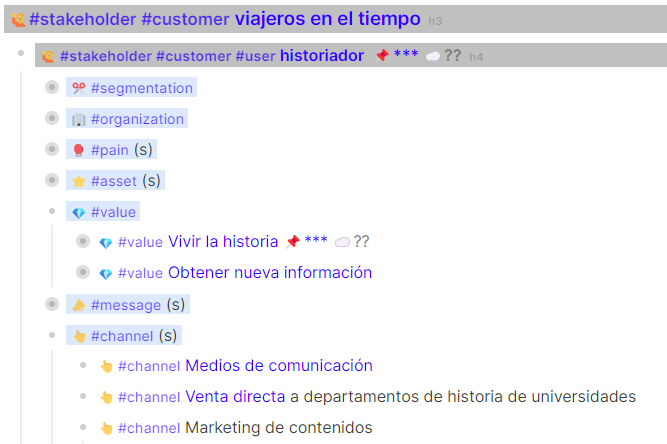 #stakeholder #customer viajeros en el tiempo h3
#stakeholder #customer #user historiador 📌 *** ☁️ ?? h4
✂️ #segmentation
🏢 #organization
🥊 #pain (s)
⭐ #asset (s)
💎 #value
💎 #value Vivir la historia 📌 *** ☁️ ??
💎 #value Obtener nueva información
📣 #message (s)
👆 #channel (s)
👆 #channel Medios de comunicación
👆 #channel Venta directa a departamentos de historia de universidades
👆 #channel Marketing de contenidos